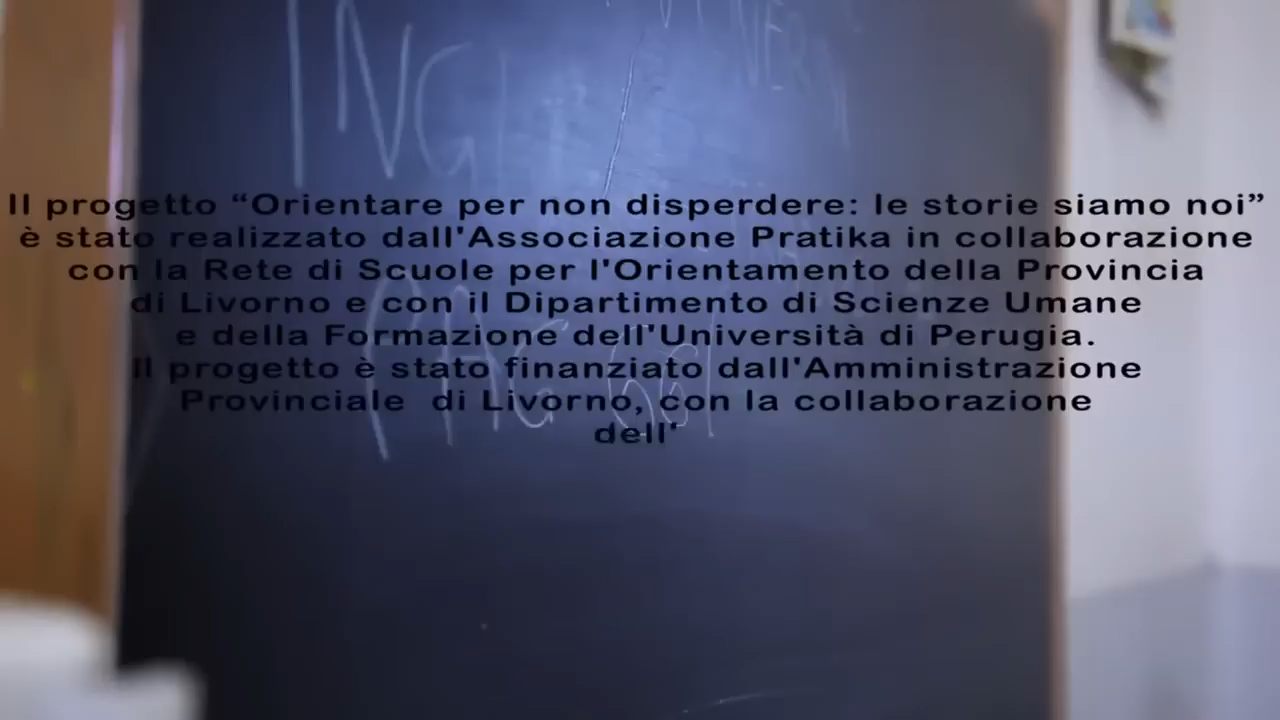 INGL
Il progetto “Orientare per non disperdere: le storie siamo noi”
è stato realizzato dall'Associazione Pratika in collaborazione
con la Rete di Scuole per l'Orientamento della Provincia
di Livorno e con il Dipartimento di Scienze Umane
e della Formazione dell'Università di Perugia.
Il progetto è stato finanziato dall'Amministrazione
Provinciale di Livorno, con la collaborazione
dell'
PAG